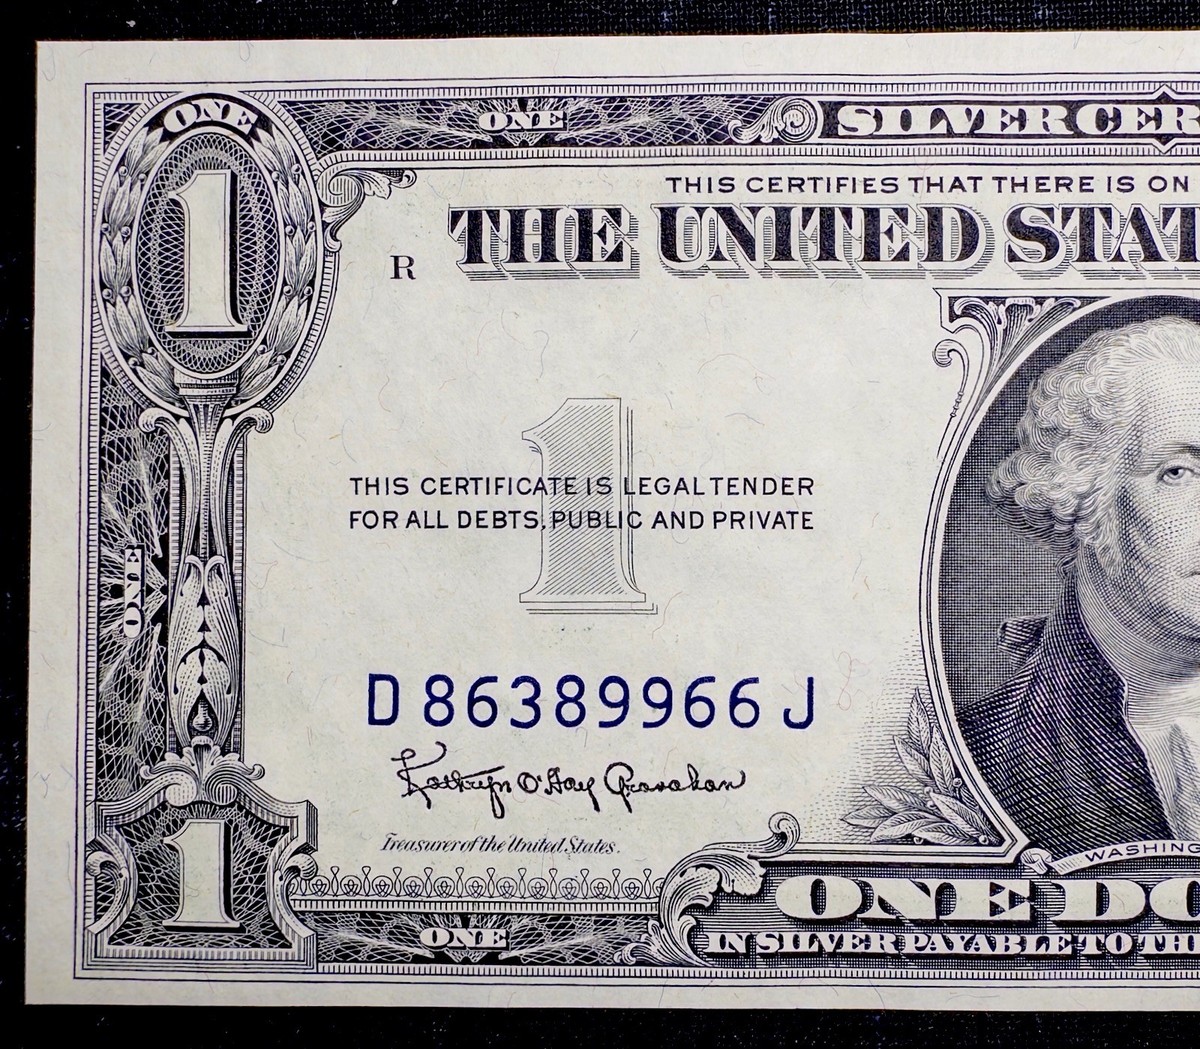 ONE
ONE
SILVER CER
1
THIS CERTIFIES THAT THERE IS ON
R
THE UNITED STAT
1
THIS CERTIFICATE IS LEGAL TENDER
FOR ALL DEBTS, PUBLIC AND PRIVATE
ONE
D 86389966 J
Kathryn O'Hay Granahan
Treasurer of the United States.
1
WASHING
ONE DO
ONE
IN SILVER PAYABLE TO TH